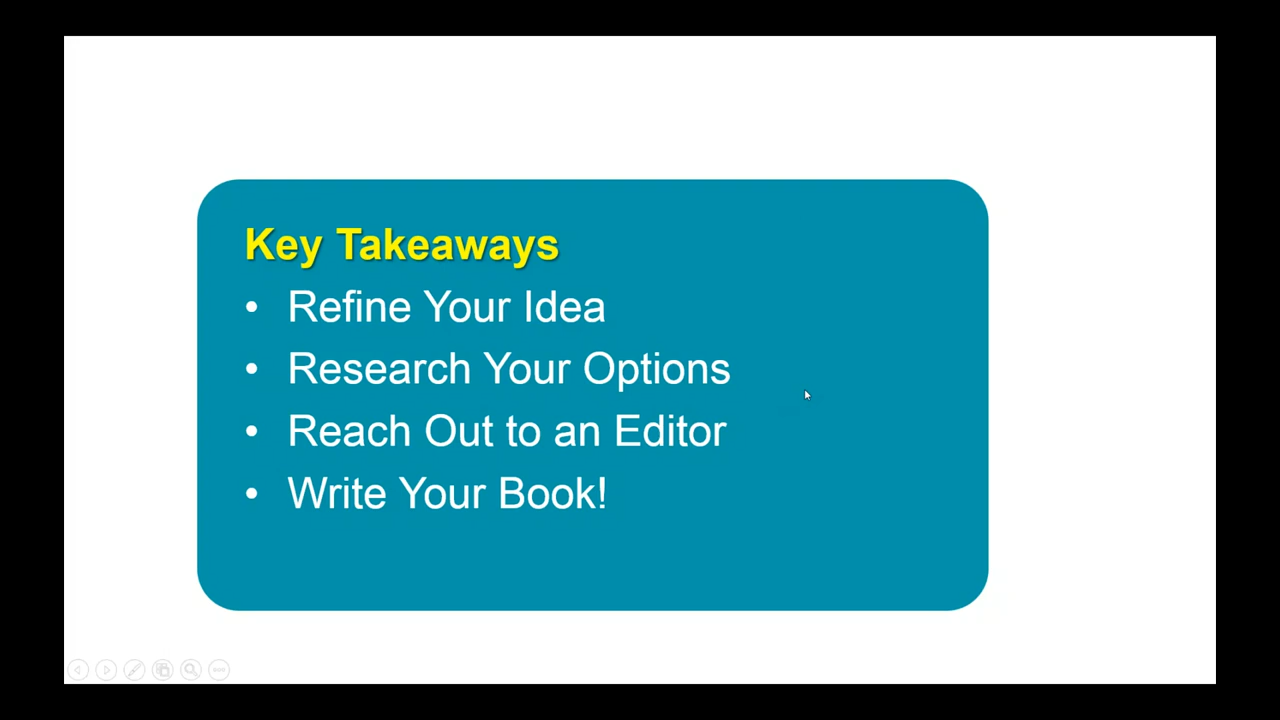 Key Takeaways
• Refine Your Idea
• Research Your Options
• Reach Out to an Editor
• Write Your Book!